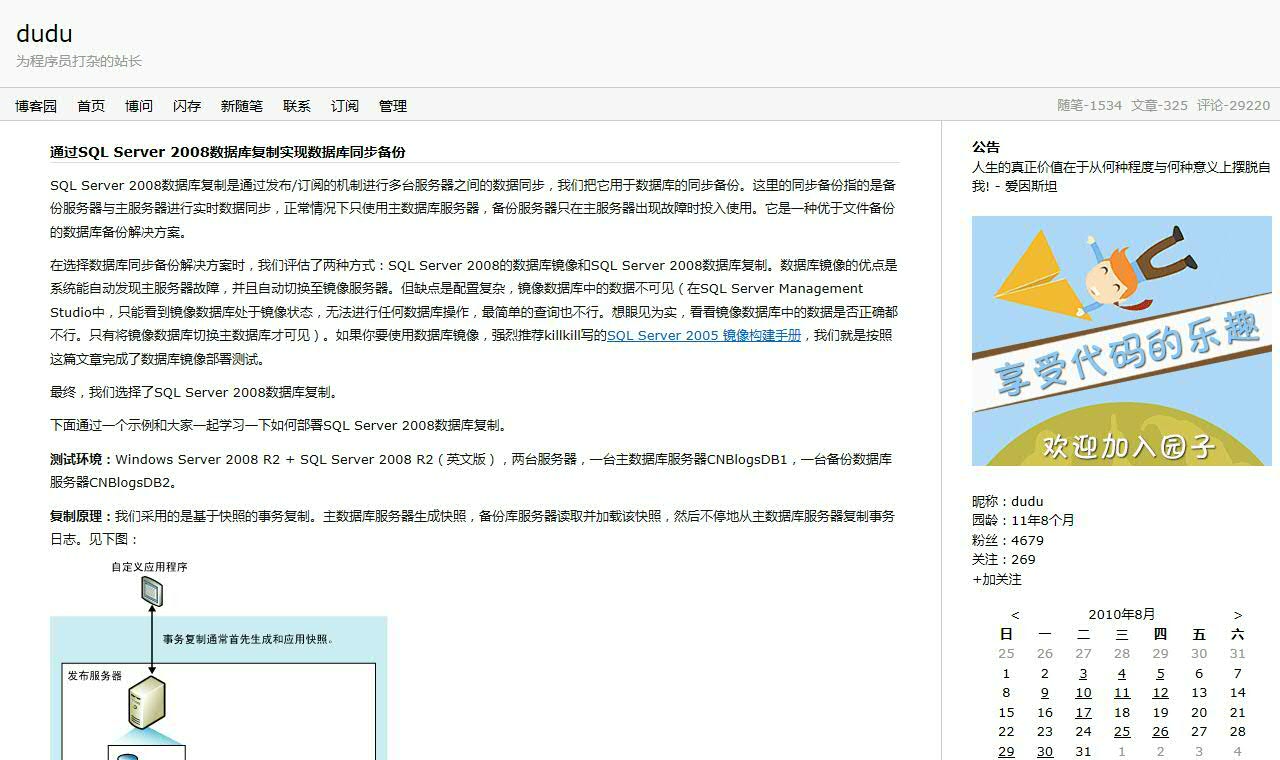 dudu
为程序员打杂的站长
博客园 首页 博问 闪存 新随笔 联系 订阅 管理
随笔-1534 文章-325 评论-29220
通过SQL Server 2008数据库复制实现数据库同步备份
SQL Server 2008数据库复制是通过发布/订阅的机制进行多台服务器之间的数据同步，我们把它用于数据库的同步备份。这里的同步备份指的是备
份服务器与主服务器进行实时数据同步，正常情况下只使用主数据库服务器，备份服务器只在主服务器出现故障时投入使用。它是一种优于文件备份
的数据库备份解决方案。
在选择数据库同步备份解决方案时，我们评估了两种方式：SQL Server 2008的数据库镜像和SQL Server 2008数据库复制。数据库镜像的优点是
系统能自动发现主服务器故障，并且自动切换至镜像服务器。但缺点是配置复杂，镜像数据库中的数据不可见（在SQL Server Management
Studio中，只能看到镜像数据库处于镜像状态，无法进行任何数据库操作，最简单的查询也不行。想眼见为实，看看镜像数据库中的数据是否正确都
不行。只有将镜像数据库切换主数据库才可见）。如果你要使用数据库镜像，强烈推荐killkill写的SQL Server 2005 镜像构建手册，我们就是按照
这篇文章完成了数据库镜像部署测试。
最终，我们选择了SQL Server 2008数据库复制。
下面通过一个示例和大家一起学习一下如何部署SQL Server 2008数据库复制。
测试环境：Windows Server 2008 R2 + SQL Server 2008 R2（英文版），两台服务器，一台主数据库服务器CNBlogsDB1，一台备份数据库
服务器CNBlogsDB2。
复制原理：我们采用的是基于快照的事务复制。主数据库服务器生成快照，备份库服务器读取并加载该快照，然后不停地从主数据库服务器复制事务
日志。见下图：
自定义应用程序
事务复制通常首先生成和应用快照。
发布服务器
公告
人生的真正价值在于从何种程度与何种意义上摆脱自
我! - 爱因斯坦
享受代码的乐趣
欢迎加入园子
昵称：dudu
园龄：11年8个月
粉丝：4679
关注：269
+加关注
< 2010年8月 >
日 一 二 三 四 五 六
25 26 27 28 29 30 31
1 2 3 4 5 6 7
8 9 10 11 12 13 14
15 16 17 18 19 20 21
22 23 24 25 26 27 28
29 30 31 1 2 3 4